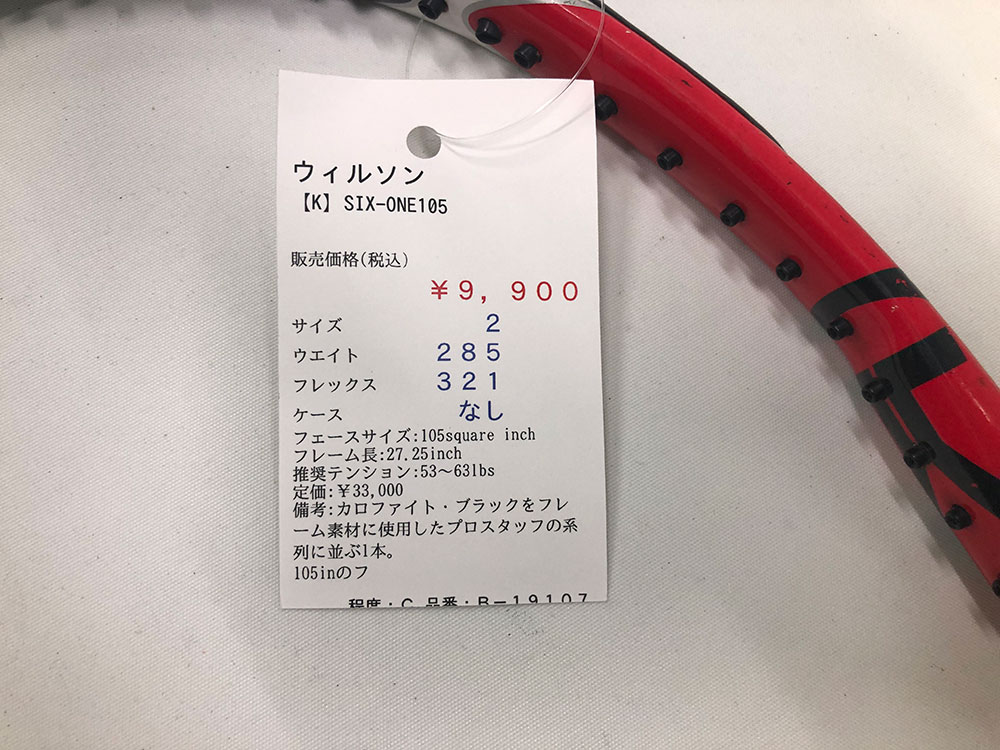 ウィルソン
【K】SIX-ONE105
販売価格(税込)
¥9,900
サイズ 2
ウエイト 285
フレックス 321
ケース なし
フェースサイズ:105square inch
フレーム長:27.25inch
推奨テンション:53～63lbs
定価:¥33,000
備考:カロファイト・ブラックをフレ
ーム素材に使用したプロスタッフの系
列に並ぶ1本。
105inのフ
程度:C 品番:B-19107